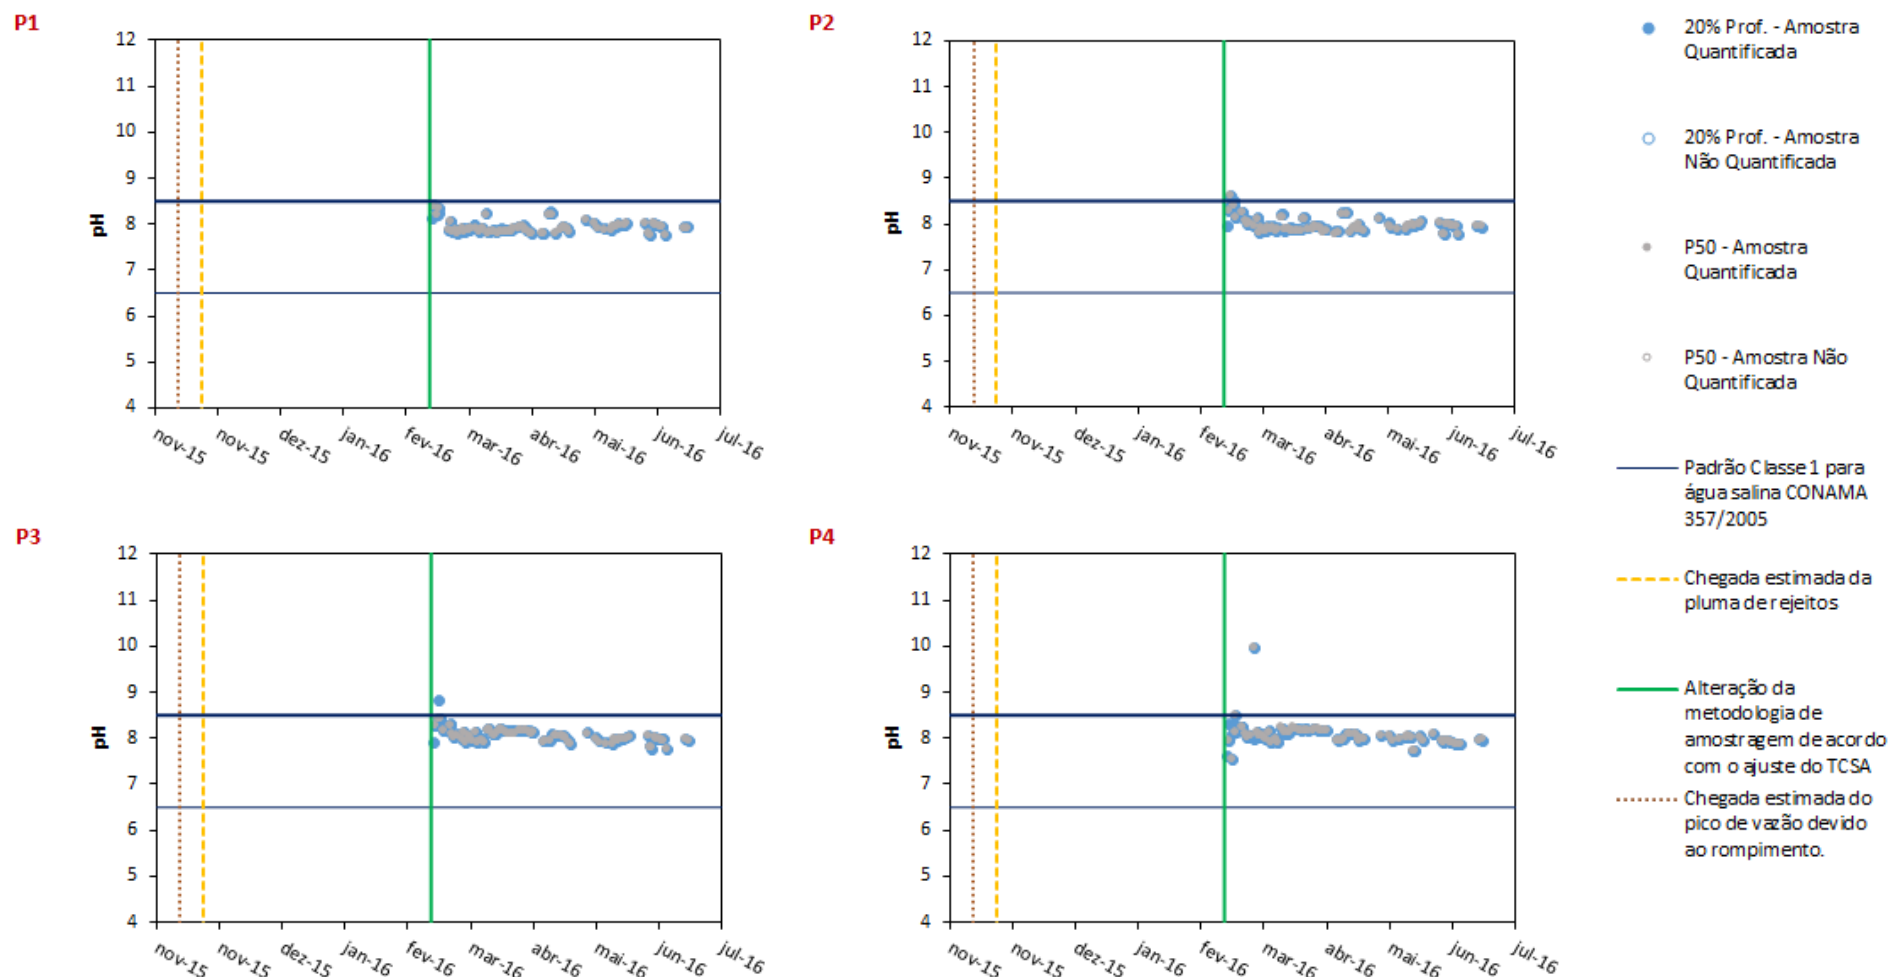 P1
12
11
10
9
8
7
6
5
4
pH
nov-15
nov-15
dez-15
jan-16
fev-16
mar-16
abr-16
mai-16
jun-16
jul-16
P2
12
11
10
9
8
7
6
5
4
pH
nov-15
nov-15
dez-15
jan-16
fev-16
mar-16
abr-16
mai-16
jun-16
jul-16
P3
12
11
10
9
8
7
6
5
4
pH
nov-15
nov-15
dez-15
jan-16
fev-16
mar-16
abr-16
mai-16
jun-16
jul-16
P4
12
11
10
9
8
7
6
5
4
pH
nov-15
nov-15
dez-15
jan-16
fev-16
mar-16
abr-16
mai-16
jun-16
jul-16
20% Prof. - Amostra
Quantificada
20% Prof. - Amostra
Não Quantificada
P50 - Amostra
Quantificada
P50 - Amostra Não
Quantificada
Padrão Classe 1 para
água salina CONAMA
357/2005
Chegada estimada da
pluma de rejeitos
Alteração da
metodologia de
amostragem de acordo
com o ajuste do TCSA
Chegada estimada do
pico de vazão devido
ao rompimento.